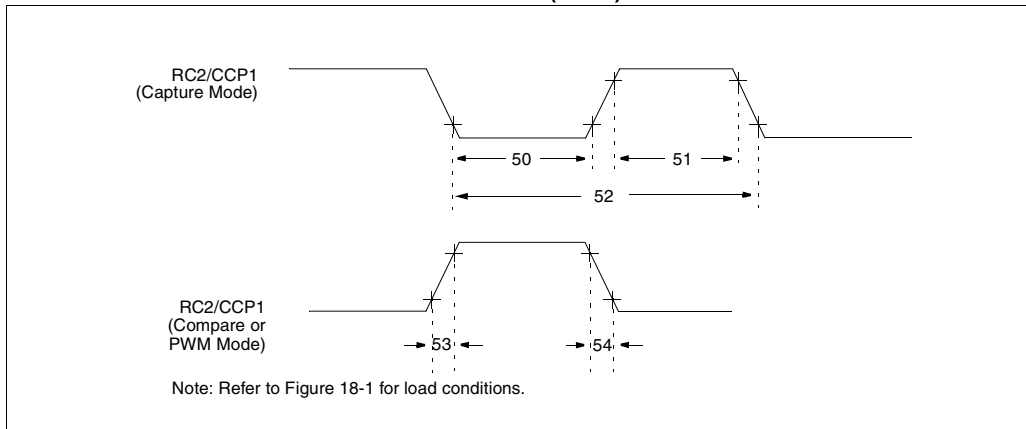 RC2/CCP1
(Capture Mode)
50
51
52
RC2/CCP1
(Compare or
PWM Mode)
53
54
Note: Refer to Figure 18-1 for load conditions.